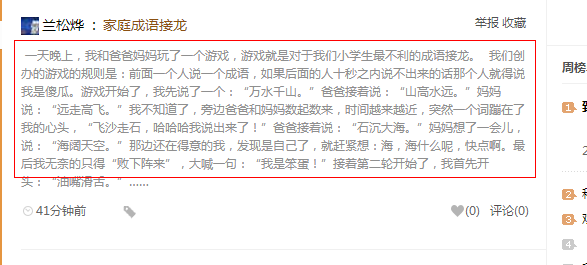 兰松烨 : 家庭成语接龙
举报 收藏
一天晚上，我和爸爸妈妈玩了一个游戏，游戏就是对于我们小学生最不利的成语接龙。 我们创
办的游戏的规则是：前面一个人说一个成语，如果后面的人十秒之内说不出来的话那个人就得说
我是傻瓜。游戏开始了，我先说了一个：“万水千山。”爸爸接着说：“山高水远。”妈妈
说：“远走高飞。”我不知道了，旁边爸爸和妈妈数起数来，时间越来越近，突然一个词蹦在了
我的心头，“飞沙走石，哈哈哈我说出来了！”爸爸接着说：“石沉大海。”妈妈想了一会儿，
说：“海阔天空。”那边还在得意的我，发现是自己了，就赶紧想：海，海什么呢，快点啊。最
后我无奈的只得“败下阵来”，大喊一句：“我是笨蛋！”接着第二轮开始了，我首先开
头：“油嘴滑舌。”......
41分钟前
(0) 评论(0)
周榜
1
2
3
4